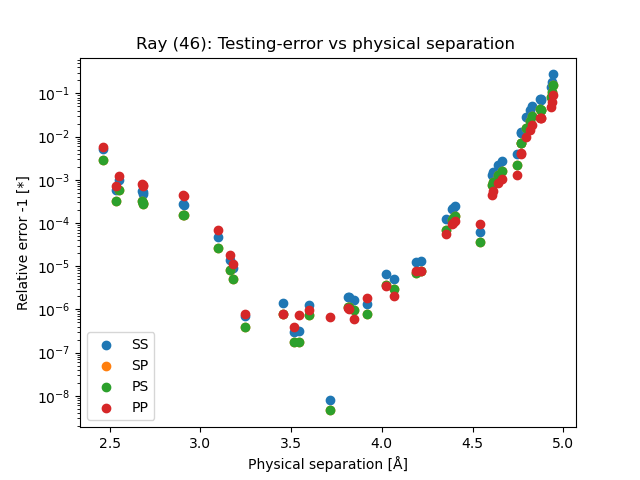 Ray (46): Testing-error vs physical separation
Relative error -1 [*]
10⁻¹
10⁻²
10⁻³
10⁻⁴
10⁻⁵
10⁻⁶
10⁻⁷
10⁻⁸
SS
SP
PS
PP
2.5 3.0 3.5 4.0 4.5 5.0
Physical separation [Å]